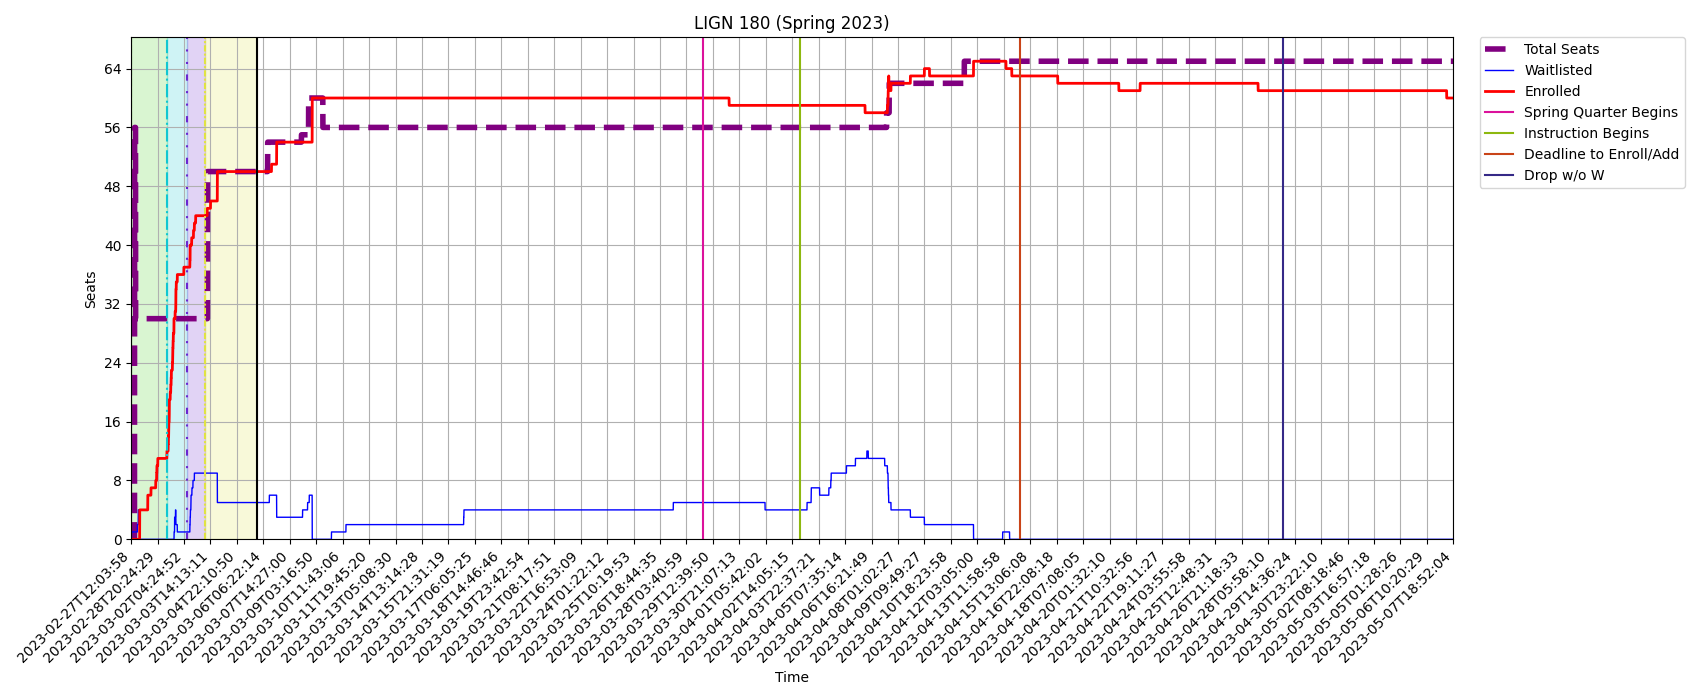 LIGN 180 (Spring 2023)
Seats
64
56
48
40
32
24
16
8
0
2023-02-27T12:03:58
2023-02-28T20:24:29
2023-03-02T04:24:52
2023-03-03T14:13:11
2023-03-04T22:10:50
2023-03-06T06:22:14
2023-03-07T14:27:00
2023-03-09T03:16:50
2023-03-10T11:43:06
2023-03-11T19:45:20
2023-03-13T05:08:30
2023-03-14T13:14:28
2023-03-15T21:31:19
2023-03-17T06:05:25
2023-03-18T14:46:46
2023-03-19T23:42:54
2023-03-21T08:17:51
2023-03-22T16:53:09
2023-03-24T01:22:12
2023-03-25T10:19:53
2023-03-26T18:44:35
2023-03-28T03:40:59
2023-03-29T12:39:50
2023-03-30T21:07:13
2023-04-01T05:42:02
2023-04-02T14:05:15
2023-04-03T22:37:21
2023-04-05T07:35:14
2023-04-06T16:21:49
2023-04-08T01:02:27
2023-04-09T09:49:27
2023-04-10T18:23:58
2023-04-12T03:05:00
2023-04-13T11:58:58
2023-04-15T13:06:08
2023-04-16T22:08:18
2023-04-18T07:08:05
2023-04-20T01:32:10
2023-04-21T10:32:56
2023-04-22T19:11:27
2023-04-24T03:55:58
2023-04-25T12:48:31
2023-04-26T21:18:33
2023-04-28T05:58:10
2023-04-29T14:36:24
2023-04-30T23:22:10
2023-05-02T08:18:46
2023-05-03T16:57:18
2023-05-05T01:28:26
2023-05-06T10:20:29
2023-05-07T18:52:04
Time
Total Seats
Waitlisted
Enrolled
Spring Quarter Begins
Instruction Begins
Deadline to Enroll/Add
Drop w/o W